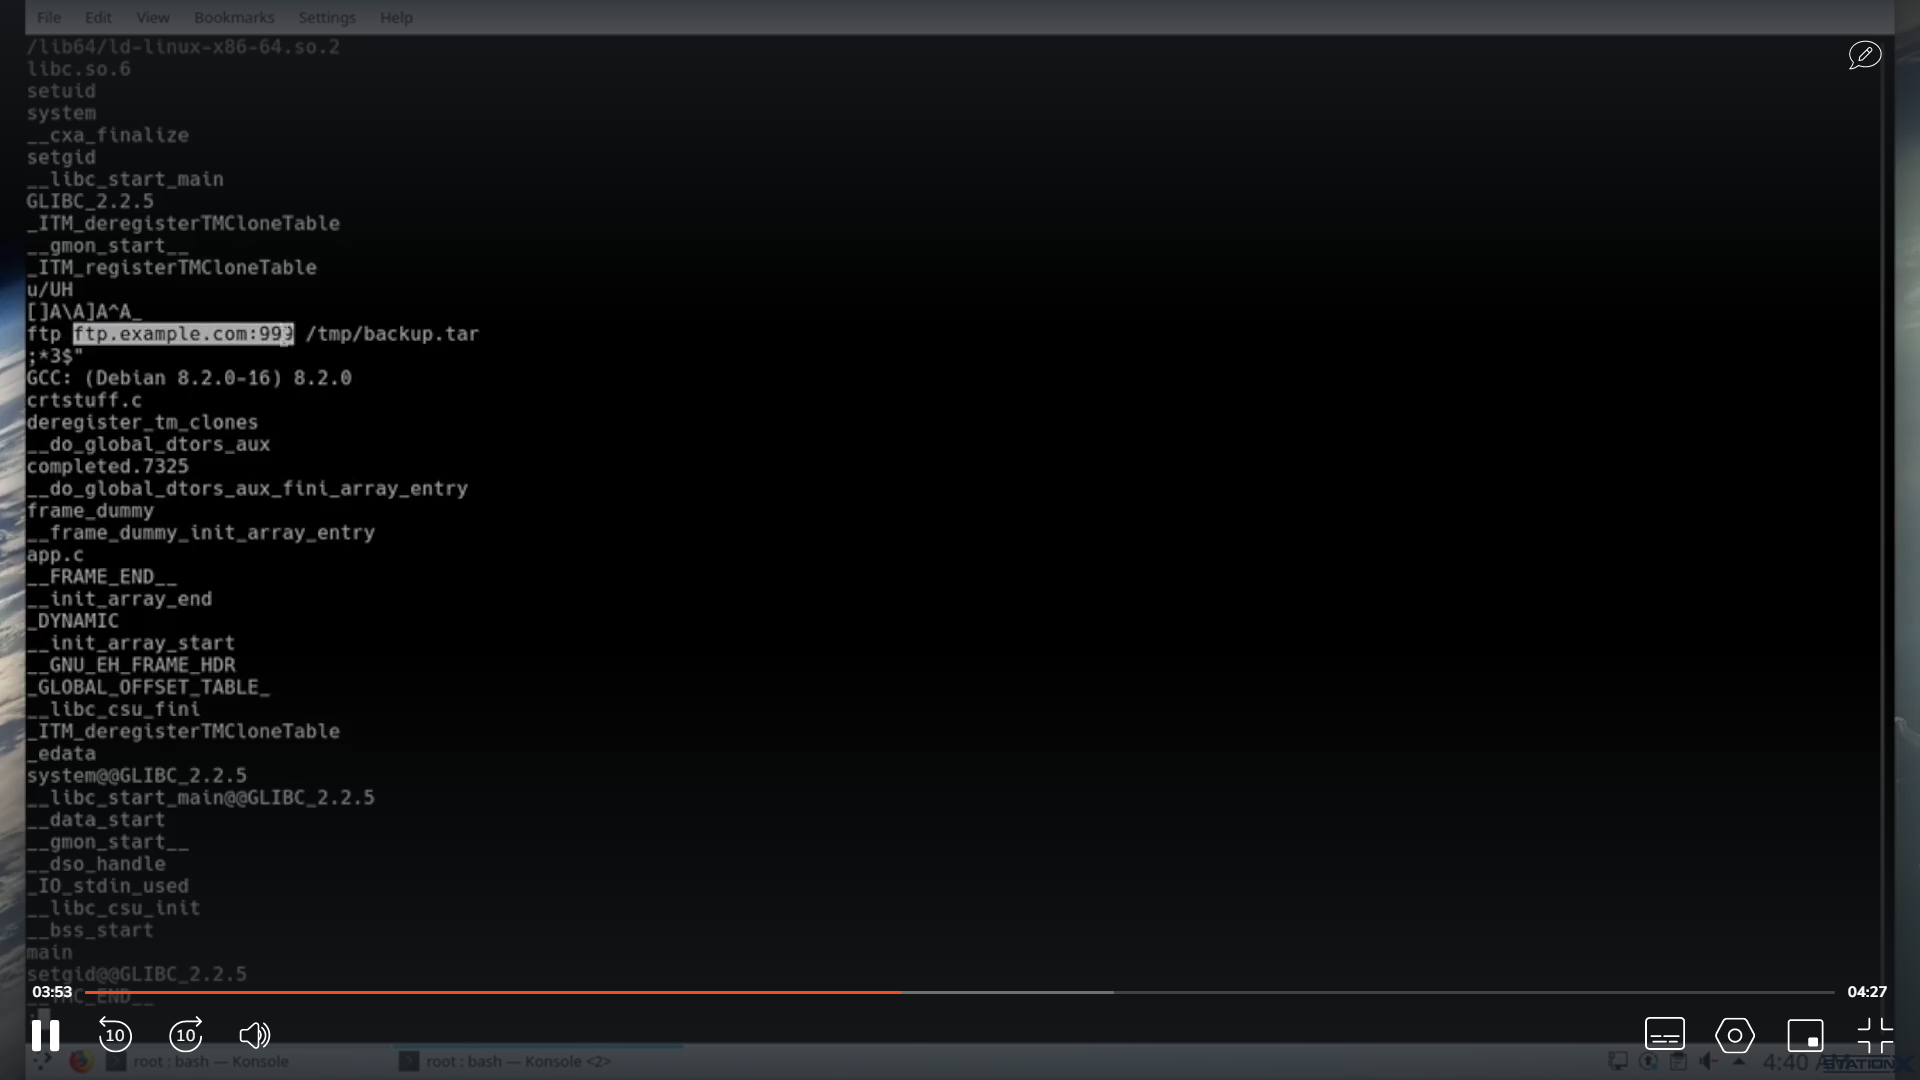 File Edit View Bookmarks Settings Help
/lib64/ld-linux-x86-64.so.2
libc.so.6
setuid
system
__cxa_finalize
setgid
__libc_start_main
GLIBC_2.2.5
_ITM_deregisterTMCloneTable
__gmon_start__
_ITM_registerTMCloneTable
u/UH
[]A\A]A^A_
ftp ftp.example.com:999 /tmp/backup.tar
;*3$"
GCC: (Debian 8.2.0-16) 8.2.0
crtstuff.c
deregister_tm_clones
__do_global_dtors_aux
completed.7325
__do_global_dtors_aux_fini_array_entry
frame_dummy
__frame_dummy_init_array_entry
app.c
__FRAME_END__
__init_array_end
_DYNAMIC
__init_array_start
__GNU_EH_FRAME_HDR
_GLOBAL_OFFSET_TABLE_
__libc_csu_fini
_ITM_deregisterTMCloneTable
_edata
system@@GLIBC_2.2.5
__libc_start_main@@GLIBC_2.2.5
__data_start
__gmon_start__
__dso_handle
_IO_stdin_used
__libc_csu_init
__bss_start
main
setgid@@GLIBC_2.2.5
03:53 04:27
10 10
root : bash — Konsole root : bash — Konsole <2> 4:40
STATIONX